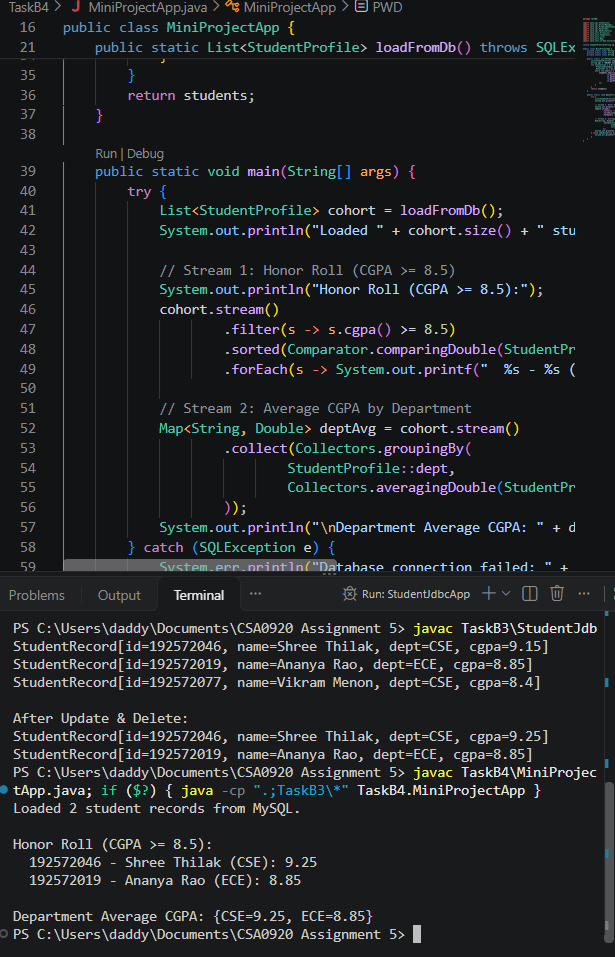 TaskB4 > J MiniProjectApp.java > MiniProjectApp > PWD
16 public class MiniProjectApp {
21 public static List<StudentProfile> loadFromDb() throws SQLEx
35 }
36 return students;
37 }
38
Run | Debug
39 public static void main(String[] args) {
40 try {
41 List<StudentProfile> cohort = loadFromDb();
42 System.out.println("Loaded " + cohort.size() + " stu
43
44 // Stream 1: Honor Roll (CGPA >= 8.5)
45 System.out.println("Honor Roll (CGPA >= 8.5):");
46 cohort.stream()
47 .filter(s -> s.cgpa() >= 8.5)
48 .sorted(Comparator.comparingDouble(StudentPr
49 .forEach(s -> System.out.printf("  %s - %s (
50
51 // Stream 2: Average CGPA by Department
52 Map<String, Double> deptAvg = cohort.stream()
53 .collect(Collectors.groupingBy(
54 StudentProfile::dept,
55 Collectors.averagingDouble(StudentPr
56 ));
57 System.out.println("\nDepartment Average CGPA: " + d
58 } catch (SQLException e) {
59 System.err.println("Database connection failed: " +
Problems Output Terminal ··· Run: StudentJdbcApp
PS C:\Users\daddy\Documents\CSA0920 Assignment 5> javac TaskB3\StudentJdb
StudentRecord[id=192572046, name=Shree Thilak, dept=CSE, cgpa=9.15]
StudentRecord[id=192572019, name=Ananya Rao, dept=ECE, cgpa=8.85]
StudentRecord[id=192572077, name=Vikram Menon, dept=CSE, cgpa=8.4]
After Update & Delete:
StudentRecord[id=192572046, name=Shree Thilak, dept=CSE, cgpa=9.25]
StudentRecord[id=192572019, name=Ananya Rao, dept=ECE, cgpa=8.85]
PS C:\Users\daddy\Documents\CSA0920 Assignment 5> javac TaskB4\MiniProjec
tApp.java; if ($?) { java -cp ".;TaskB3\*" TaskB4.MiniProjectApp }
Loaded 2 student records from MySQL.
Honor Roll (CGPA >= 8.5):
192572046 - Shree Thilak (CSE): 9.25
192572019 - Ananya Rao (ECE): 8.85
Department Average CGPA: {CSE=9.25, ECE=8.85}
PS C:\Users\daddy\Documents\CSA0920 Assignment 5>